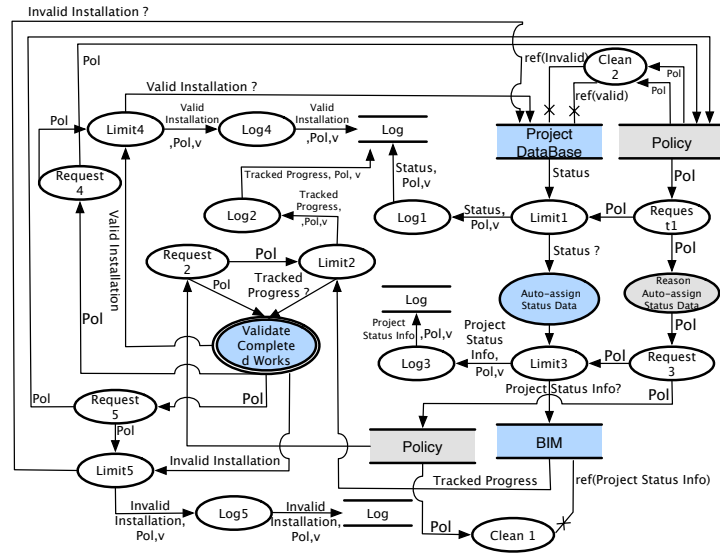 Invalid Installation ?
Pol
Pol
ref(Invalid)
Clean
2
Pol
Pol
ref(valid)
Valid Installation ?
Pol
Limit4
Valid
Installation
,Pol,v
Log4
Valid
Installation
,Pol,v
Log
Project
DataBase
Policy
Request
4
Tracked Progress, Pol, v
Status,
Pol,v
Status
Pol
Log2
Tracked
Progress,
,Pol,v
Log1
Status,
Pol,v
Limit1
Pol
Reque
st1
Valid Installation
Request
2
Pol
Limit2
Status ?
Pol
Pol
Tracked
Progress ?
Log
Auto-assign
Status Data
Reason
Auto-assign
Status Data
Validate
Complete
d Works
Project
Status Info
,Pol,v
Project
Status
Info,
Pol,v
Pol
Pol
Log3
Limit3
Pol
Request
3
Pol
Request
5
Pol
Project Status Info?
Pol
Pol
Policy
BIM
Limit5
Invalid Installation
Tracked Progress
ref(Project Status Info)
Invalid
Installation,
Pol,v
Log5
Invalid
Installation,
Pol,v
Log
Pol
Clean 1